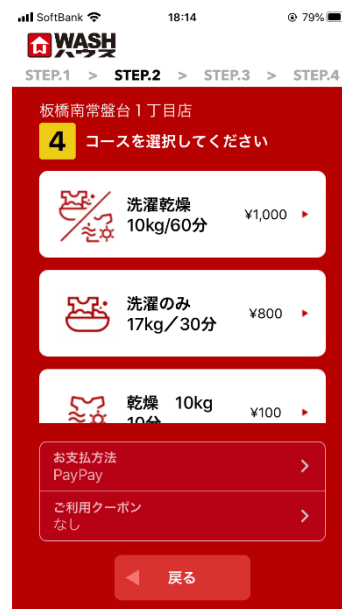 SoftBank 18:14 79%
WASH
ハウス
STEP.1 > STEP.2 > STEP.3 > STEP.4
板橋南常盤台1丁目店
4 コースを選択してください
洗濯乾燥
10kg/60分 ¥1,000
洗濯のみ
17kg/30分 ¥800
乾燥 10kg
10分 ¥100
お支払方法
PayPay
ご利用クーポン
なし
戻る